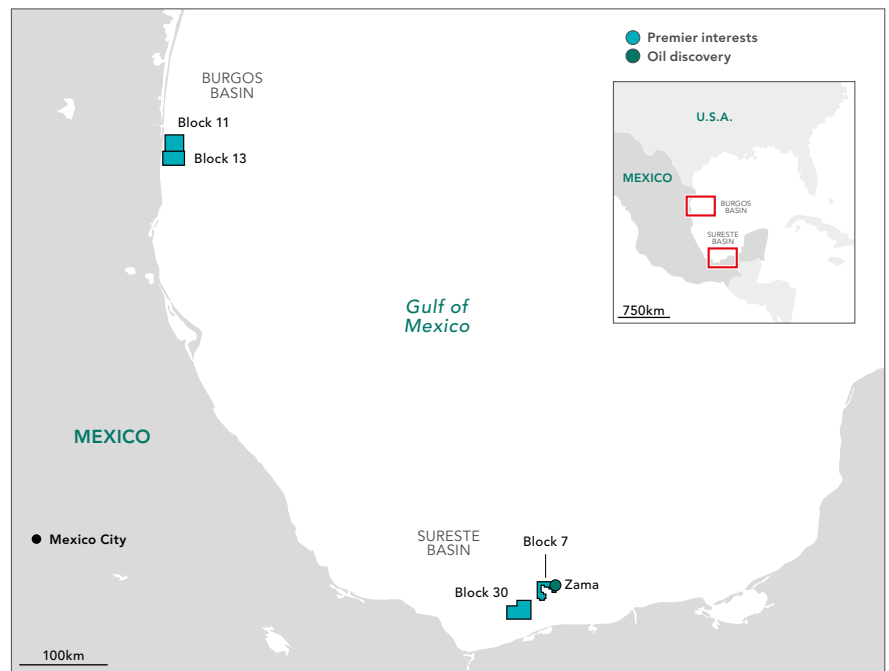 Premier interests
Oil discovery
BURGOS
BASIN
Block 11
Block 13
U.S.A.
MEXICO
BURGOS
BASIN
SURESTE
BASIN
750km
Gulf of
Mexico
MEXICO
Mexico City
SURESTE
BASIN
Block 7
Zama
Block 30
100km